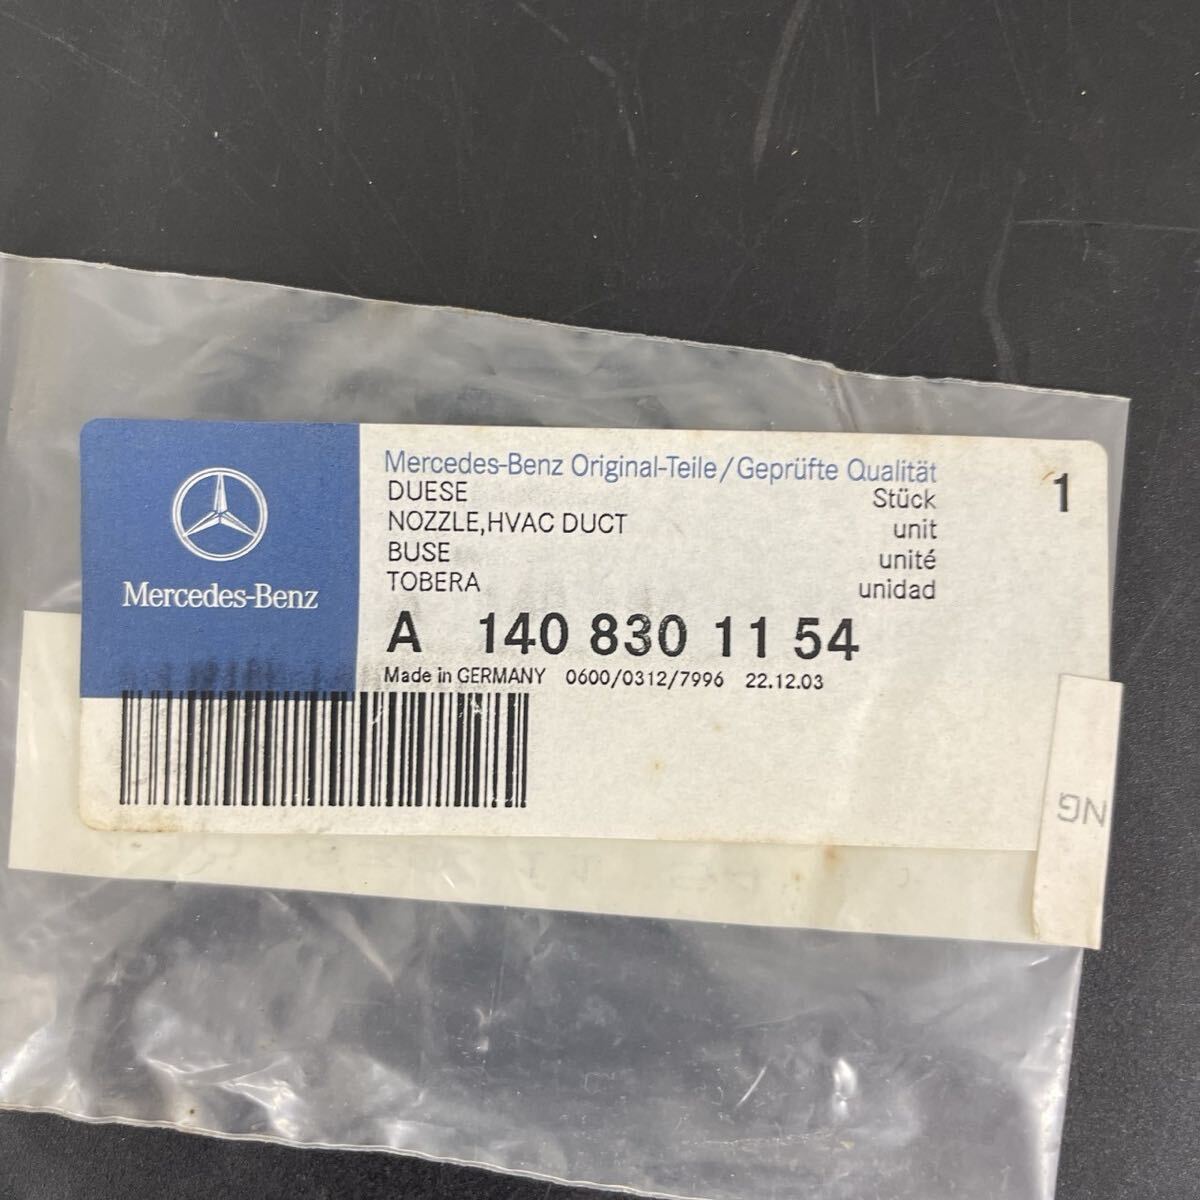 Mercedes-Benz
Mercedes-Benz Original-Teile/Geprüfte Qualität
1
DUESE Stück
NOZZLE,HVAC DUCT unit
BUSE unité
TOBERA unidad
A 140 830 11 54
Made in GERMANY 0600/0312/7996 22.12.03
NG